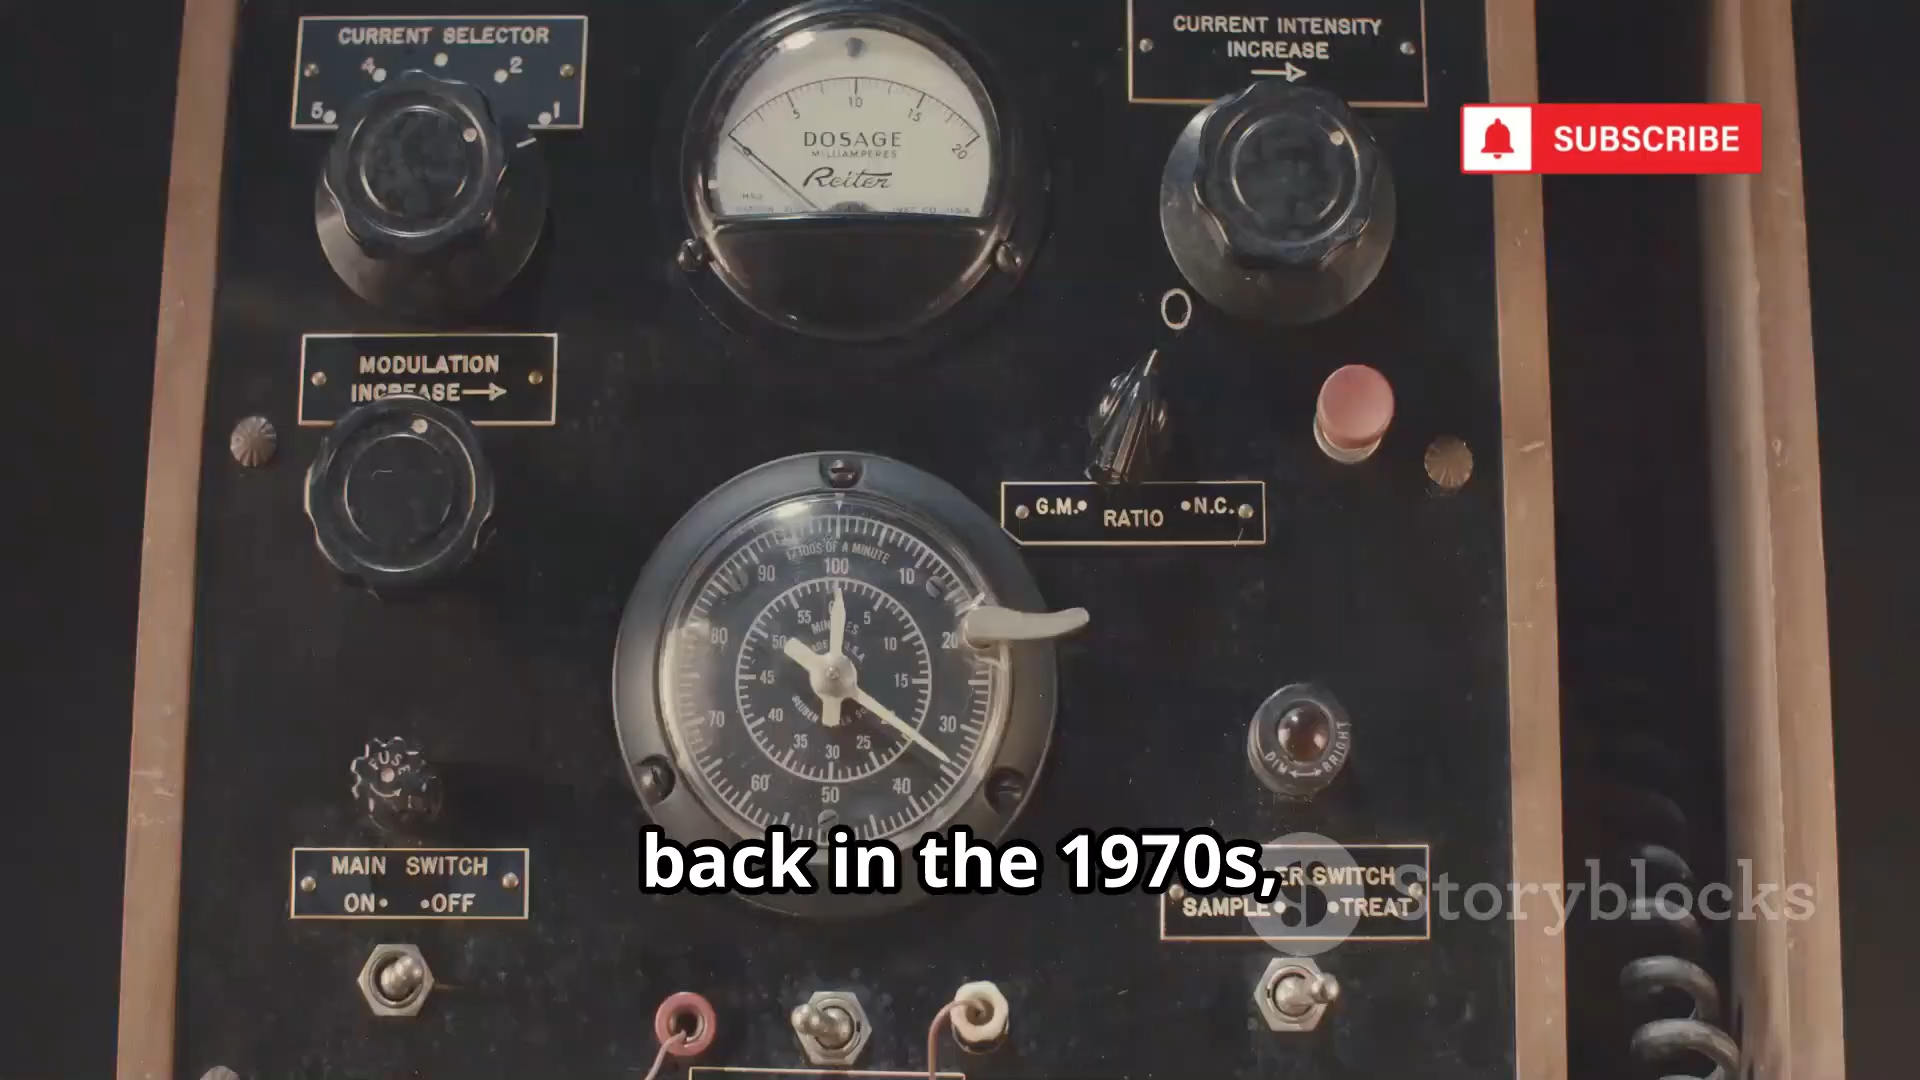 CURRENT SELECTOR
5 4 2 1
5 10 15 20
DOSAGE
MILLIAMPERES
Reiter
CURRENT INTENSITY
INCREASE
SUBSCRIBE
MODULATION
INCREASE
G.M. RATIO N.C.
1/100S OF A MINUTE
100 10 20 30 40 50 60 70 80 90
5 10 15 25 30 35 40 45 50 55
MINUTES
FUSE
DIM BRIGHT
MAIN SWITCH
ON OFF
back in the 1970s,
ER SWITCH
SAMPLE TREAT
Storyblocks